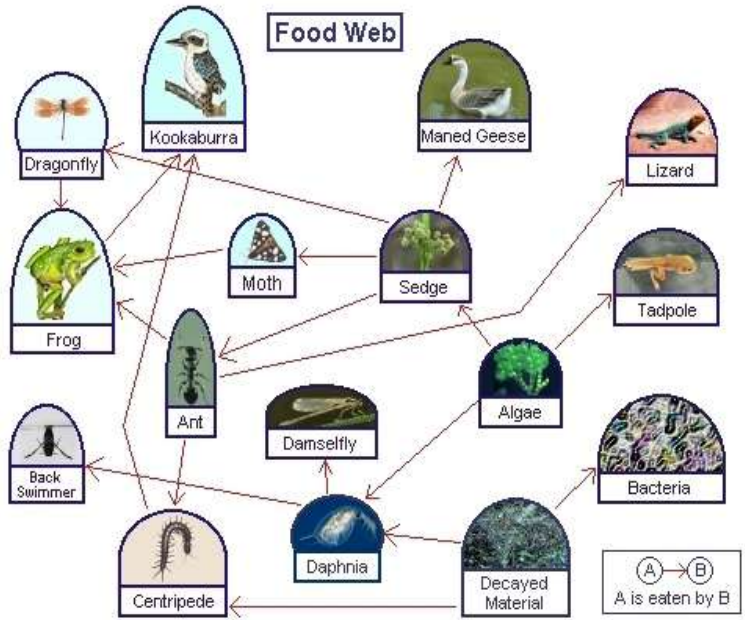 Food Web
Kookaburra
Maned Geese
Dragonfly
Lizard
Moth
Sedge
Tadpole
Frog
Ant
Algae
Damselfly
Back
Swimmer
Bacteria
Daphnia
Decayed
Material
Centripede
A B
A is eaten by B